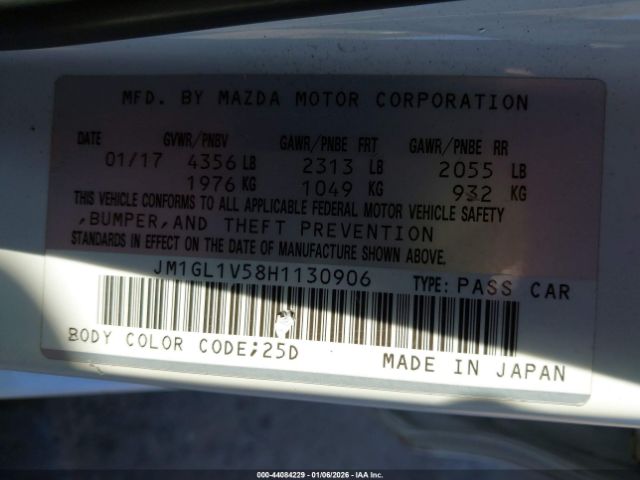 MFD. BY MAZDA MOTOR CORPORATION
DATE GVWR/PNBV GAWR/PNBE FRT GAWR/PNBE RR
01/17 4356 LB 2313 LB 2055 LB
1976 KG 1049 KG 932 KG
THIS VEHICLE CONFORMS TO ALL APPLICABLE FEDERAL MOTOR VEHICLE SAFETY
,BUMPER,AND THEFT PREVENTION
STANDARDS IN EFFECT ON THE DATE OF MANUFACTURE SHOWN ABOVE.
JM1GL1V58H1130906 TYPE: PASS CAR
BODY COLOR CODE;25D MADE IN JAPAN
000-44084229 - 01/06/2026 - IAA Inc.